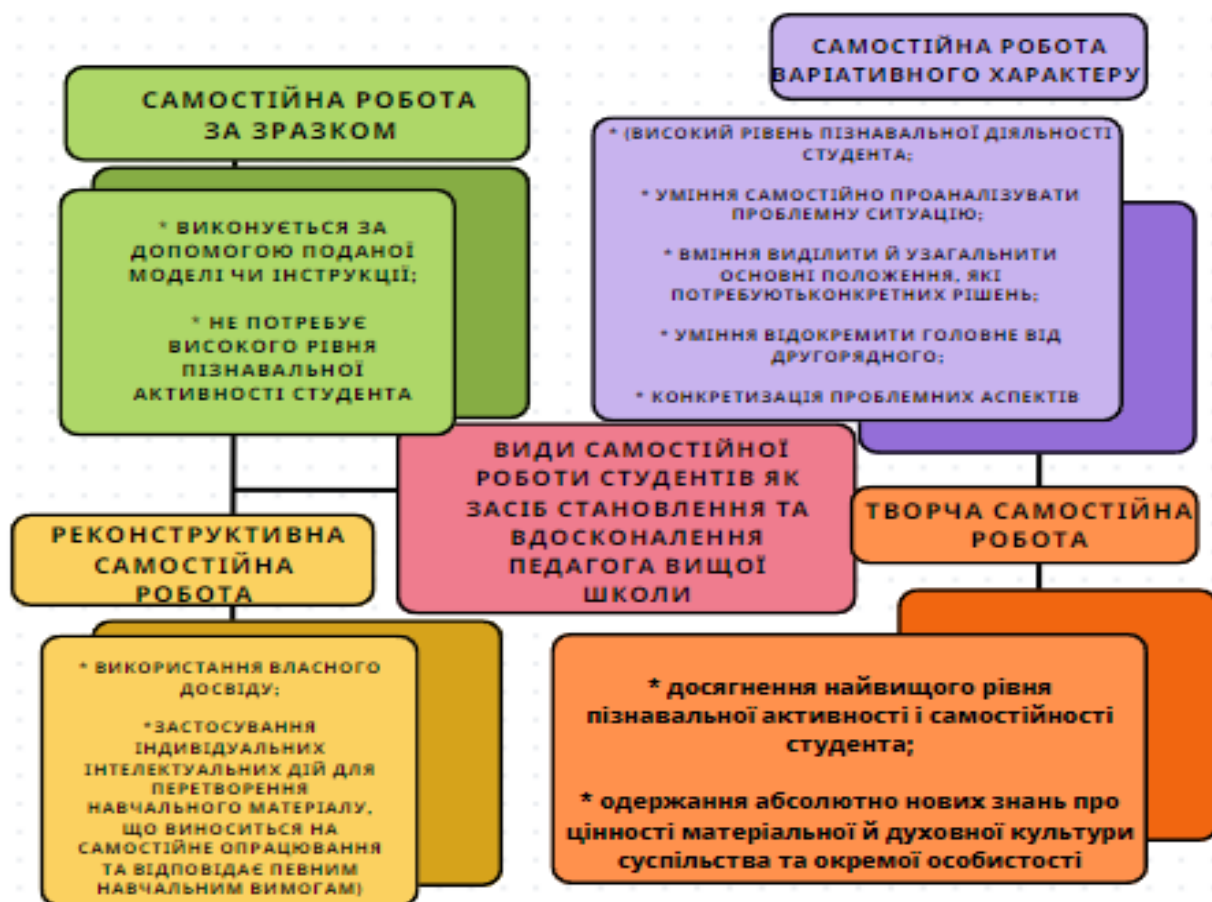 САМОСТІЙНА РОБОТА
ЗА ЗРАЗКОМ
* ВИКОНУЄТЬСЯ ЗА
ДОПОМОГОЮ ПОДАНОЇ
МОДЕЛІ ЧИ ІНСТРУКЦІЇ;
* НЕ ПОТРЕБУЄ
ВИСОКОГО РІВНЯ
ПІЗНАВАЛЬНОЇ
АКТИВНОСТІ СТУДЕНТА
САМОСТІЙНА РОБОТА
ВАРІАТИВНОГО ХАРАКТЕРУ
* (ВИСОКИЙ РІВЕНЬ ПІЗНАВАЛЬНОЇ ДІЯЛЬНОСТІ
СТУДЕНТА;
* УМІННЯ САМОСТІЙНО ПРОАНАЛІЗУВАТИ
ПРОБЛЕМНУ СИТУАЦІЮ;
* ВМІННЯ ВИДІЛИТИ Й УЗАГАЛЬНИТИ
ОСНОВНІ ПОЛОЖЕННЯ, ЯКІ
ПОТРЕБУЮТЬКОНКРЕТНИХ РІШЕНЬ;
* УМІННЯ ВІДОКРЕМИТИ ГОЛОВНЕ ВІД
ДРУГОРЯДНОГО;
* КОНКРЕТИЗАЦІЯ ПРОБЛЕМНИХ АСПЕКТІВ
ВИДИ САМОСТІЙНОЇ
РОБОТИ СТУДЕНТІВ ЯК
ЗАСІБ СТАНОВЛЕННЯ ТА
ВДОСКОНАЛЕННЯ
ПЕДАГОГА ВИЩОЇ
ШКОЛИ
РЕКОНСТРУКТИВНА
САМОСТІЙНА
РОБОТА
* ВИКОРИСТАННЯ ВЛАСНОГО
ДОСВІДУ;
*ЗАСТОСУВАННЯ
ІНДИВІДУАЛЬНИХ
ІНТЕЛЕКТУАЛЬНИХ ДІЙ ДЛЯ
ПЕРЕТВОРЕННЯ
НАВЧАЛЬНОГО МАТЕРІАЛУ,
ЩО ВИНОСИТЬСЯ НА
САМОСТІЙНЕ ОПРАЦЮВАННЯ
ТА ВІДПОВІДАЄ ПЕВНИМ
НАВЧАЛЬНИМ ВИМОГАМ)
ТВОРЧА САМОСТІЙНА
РОБОТА
* досягнення найвищого рівня
пізнавальної активності і самостійності
студента;
* одержання абсолютно нових знань про
цінності матеріальної й духовної культури
суспільства та окремої особистості